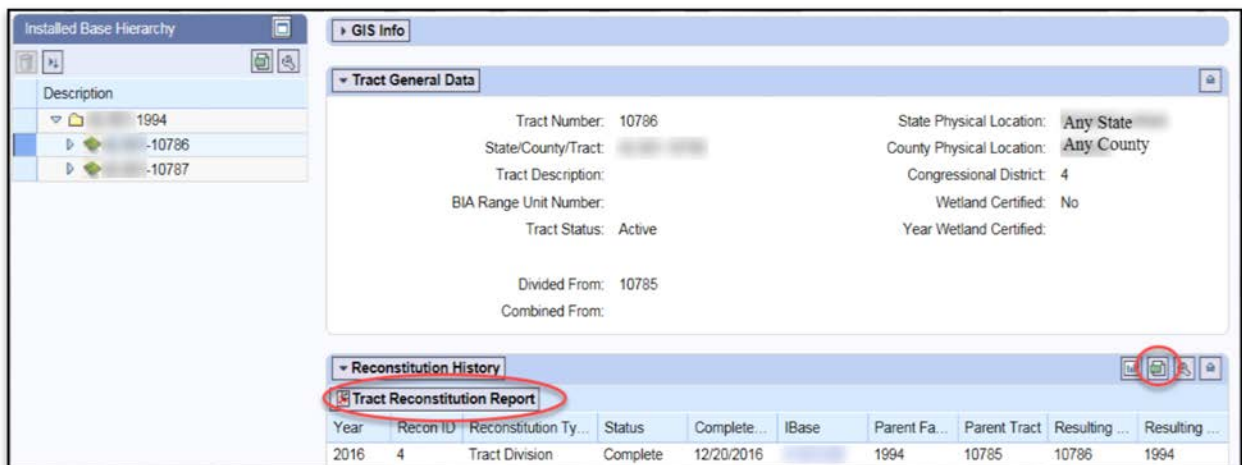 Installed Base Hierarchy
Description
1994
-10786
-10787
GIS Info
Tract General Data
Tract Number: 10786
State/County/Tract:
Tract Description:
BIA Range Unit Number:
Tract Status: Active
Divided From: 10785
Combined From:
State Physical Location: Any State
County Physical Location: Any County
Congressional District: 4
Wetland Certified: No
Year Wetland Certified:
Reconstitution History
Tract Reconstitution Report
Year Recon ID Reconstitution Ty... Status Complete... IBase Parent Fa... Parent Tract Resulting ... Resulting ...
2016 4 Tract Division Complete 12/20/2016 1994 10785 10786 1994